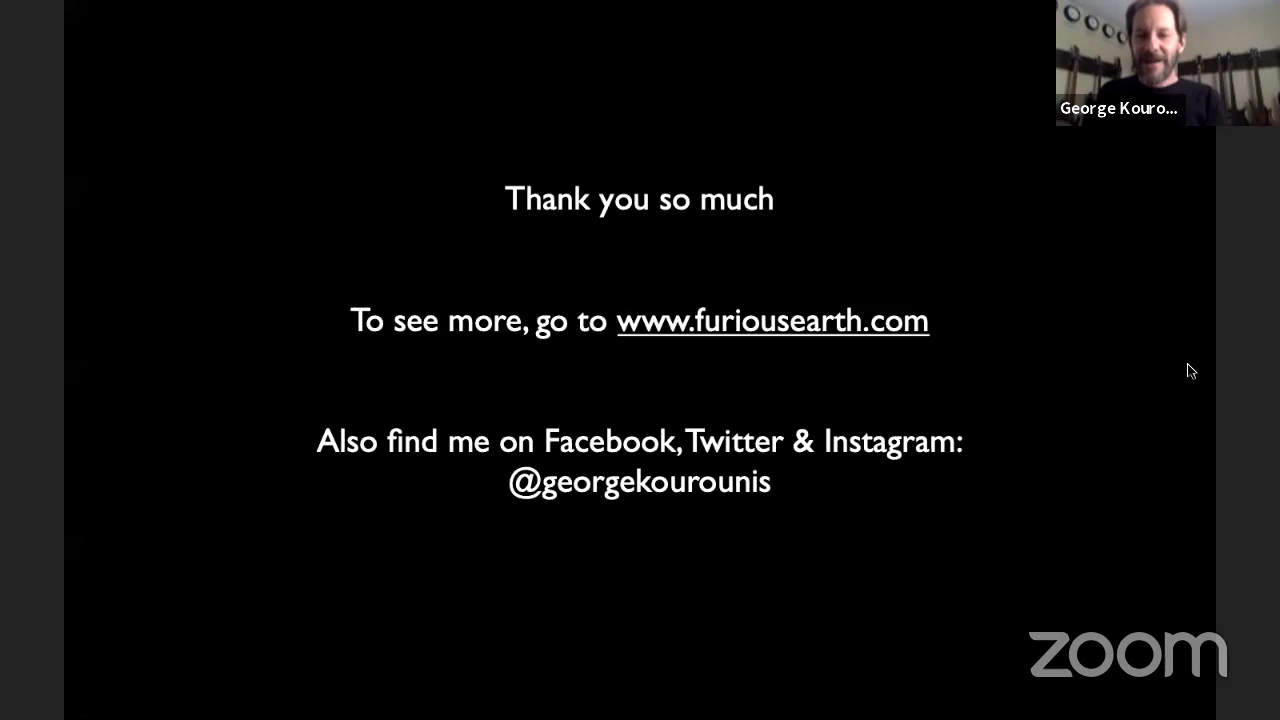 George Kouro...
Thank you so much
To see more, go to www.furiousearth.com
Also find me on Facebook, Twitter & Instagram:
@georgekourounis
zoom